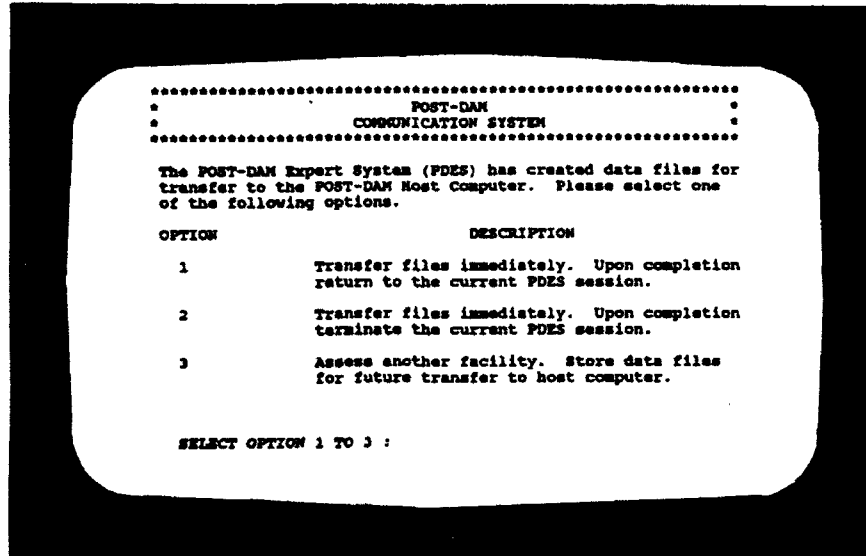 ************************************************************
* POST-DAM *
* COMMUNICATION SYSTEM *
************************************************************
The POST-DAM Expert System (PDES) has created data files for
transfer to the POST-DAM Host Computer. Please select one
of the following options.
OPTION DESCRIPTION
1 Transfer files immediately. Upon completion
return to the current PDES session.
2 Transfer files immediately. Upon completion
terminate the current PDES session.
3 Assess another facility. Store data files
for future transfer to host computer.
SELECT OPTION 1 TO 3 :